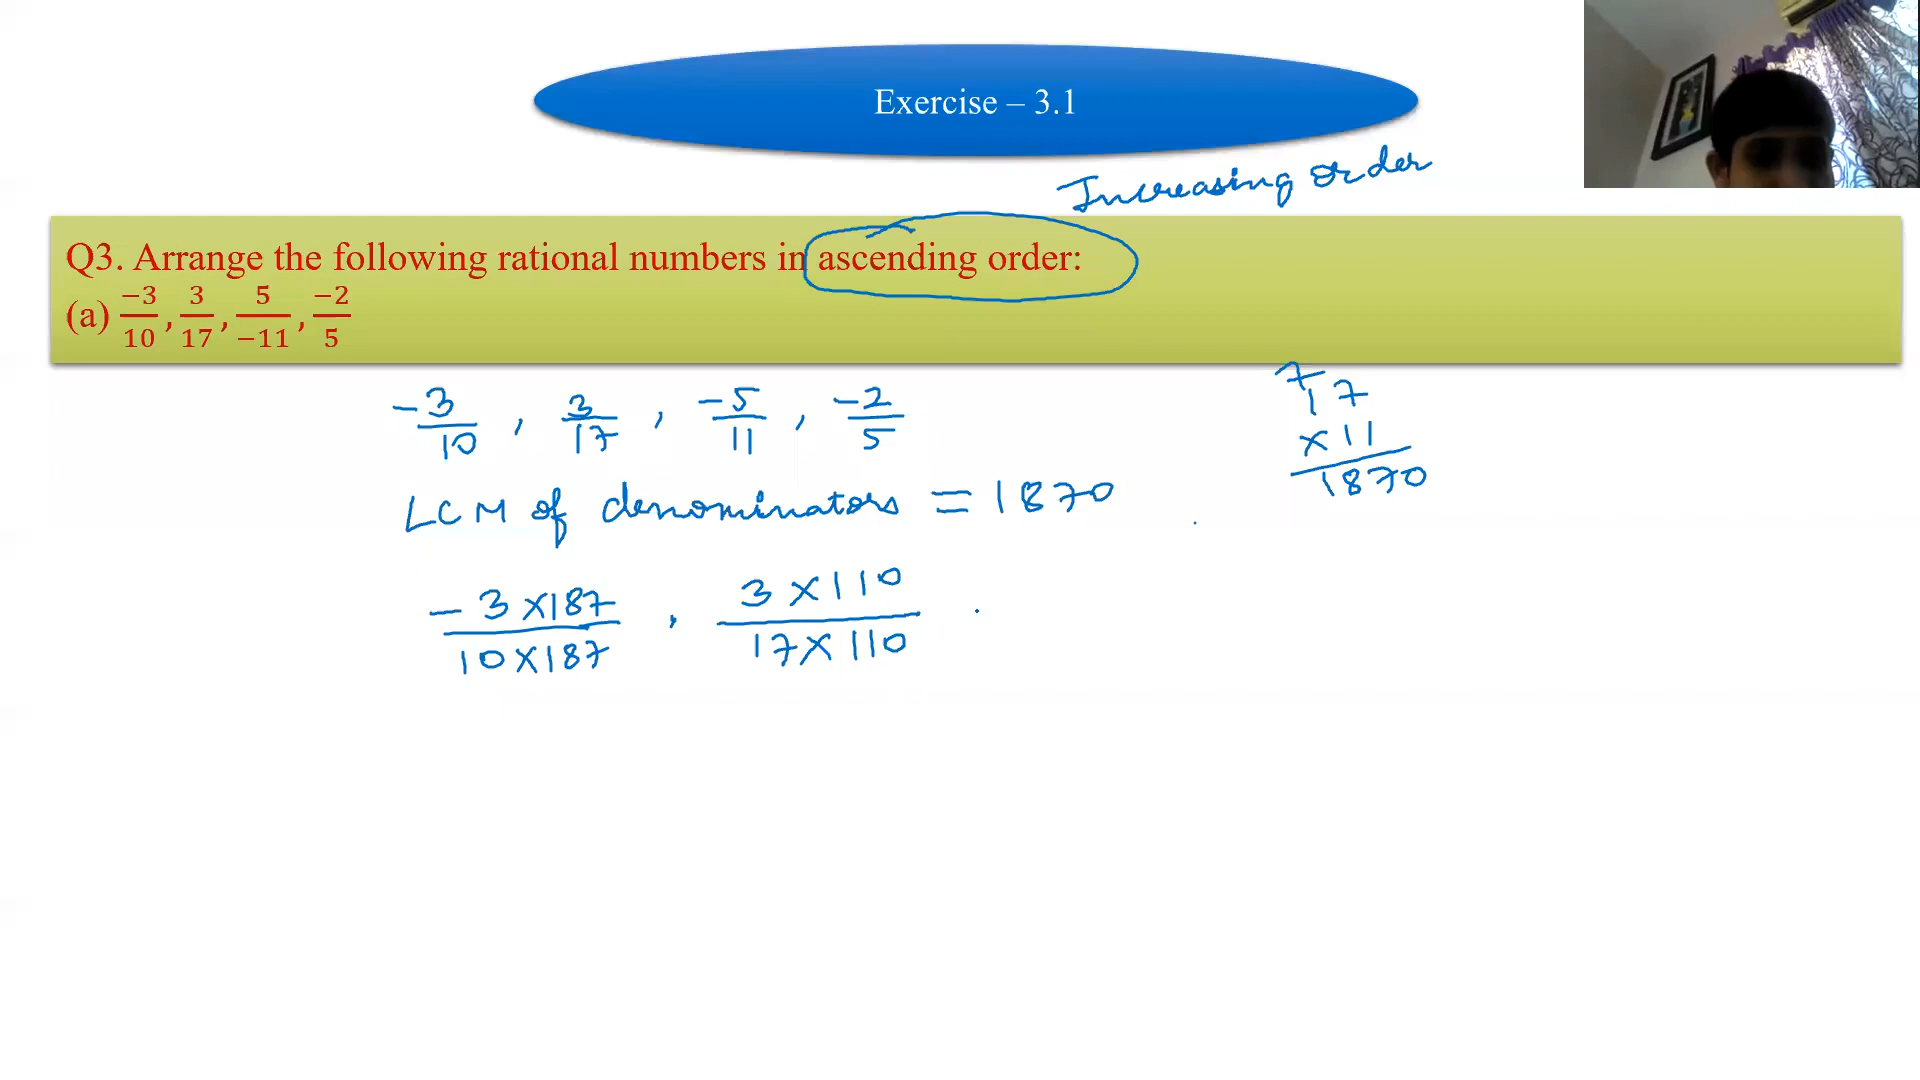 Exercise – 3.1
Increasing order
Q3. Arrange the following rational numbers in ascending order:
(a) −3/10 , 3/17 , 5/−11 , −2/5
−3/10 , 3/17 , −5/11 , −2/5
7
17
×11
1870
LCM of denominators = 1870
−3×187/10×187 , 3×110/17×110